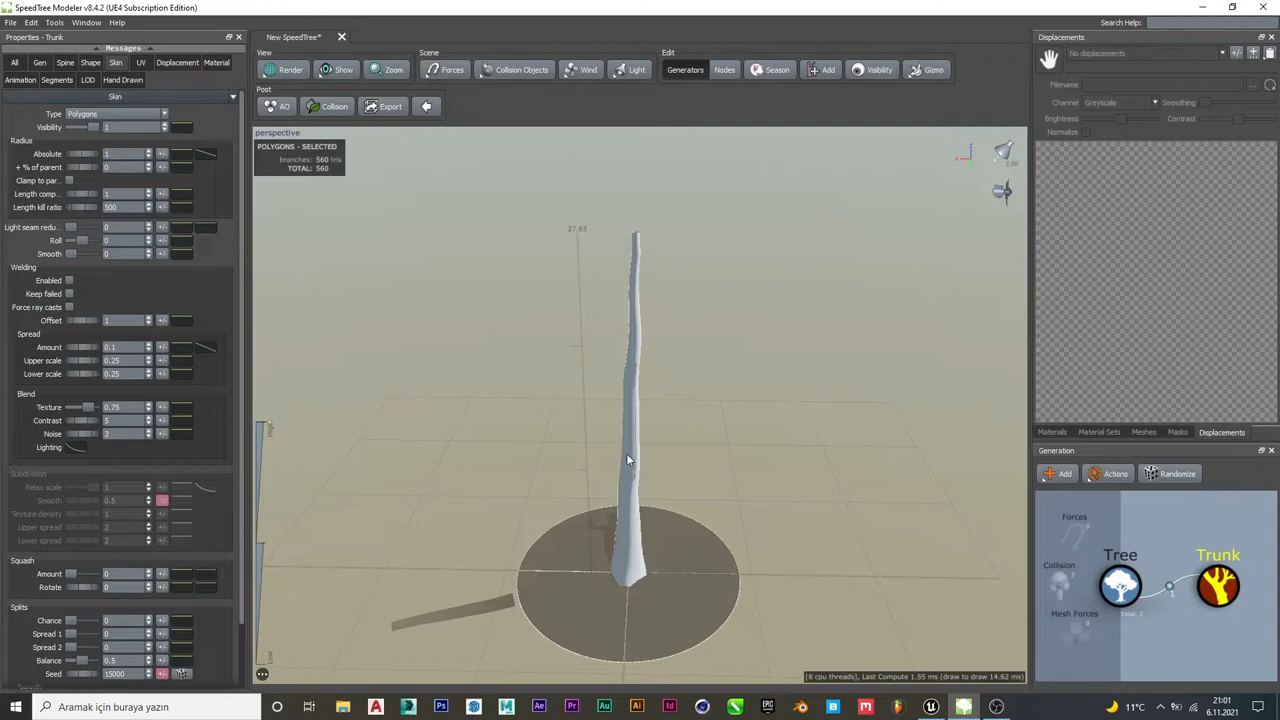 SpeedTree Modeler v8.4.2 (UE4 Subscription Edition)
File Edit Tools Window Help
Search Help:
Properties - Trunk
Messages
All Gen Spine Shape Skin UV Displacement Material
Animation Segments LOD Hand Drawn
Skin
Type Polygons
Visibility 1
Radius
Absolute 1
+ % of parent 0
Clamp to par...
Length comp... 1
Length kill ratio 500
Light seam redu... 0
Roll 0
Smooth 0
Welding
Enabled
Keep failed
Force ray casts
Offset 1
Spread
Amount 0.1
Upper scale 0.25
Lower scale 0.25
Blend
Texture 0.75
Contrast 5
Noise 3
Lighting
Subdivision
Relax scale 1
Smooth 0.5
Texture density 1
Upper spread 2
Lower spread 2
Squash
Amount 0
Rotate 0
Splits
Chance 0
Spread 1 0
Spread 2 0
Balance 0.5
Seed 15000
New SpeedTree*
View
Scene
Edit
Render Show Zoom Forces Collision Objects Wind Light Generators Nodes Season Add Visibility Gizmo
Post
AO Collision Export
perspective
POLYGONS - SELECTED
branches: 560 tris
TOTAL: 560
27.63
2.00
High
Low
[8 cpu threads], Last Compute 1.55 ms (draw to draw 14.62 ms)
Displacements
No displacements
Filename
Channel Greyscale Smoothing
Brightness Contrast
Normalize
Materials Material Sets Meshes Masks Displacements
Generation
Add Actions Randomize
Forces
Collision
Mesh Forces
Tree
Trunk
Total: 2
1
Aramak için buraya yazın
11°C
21:01
6.11.2021